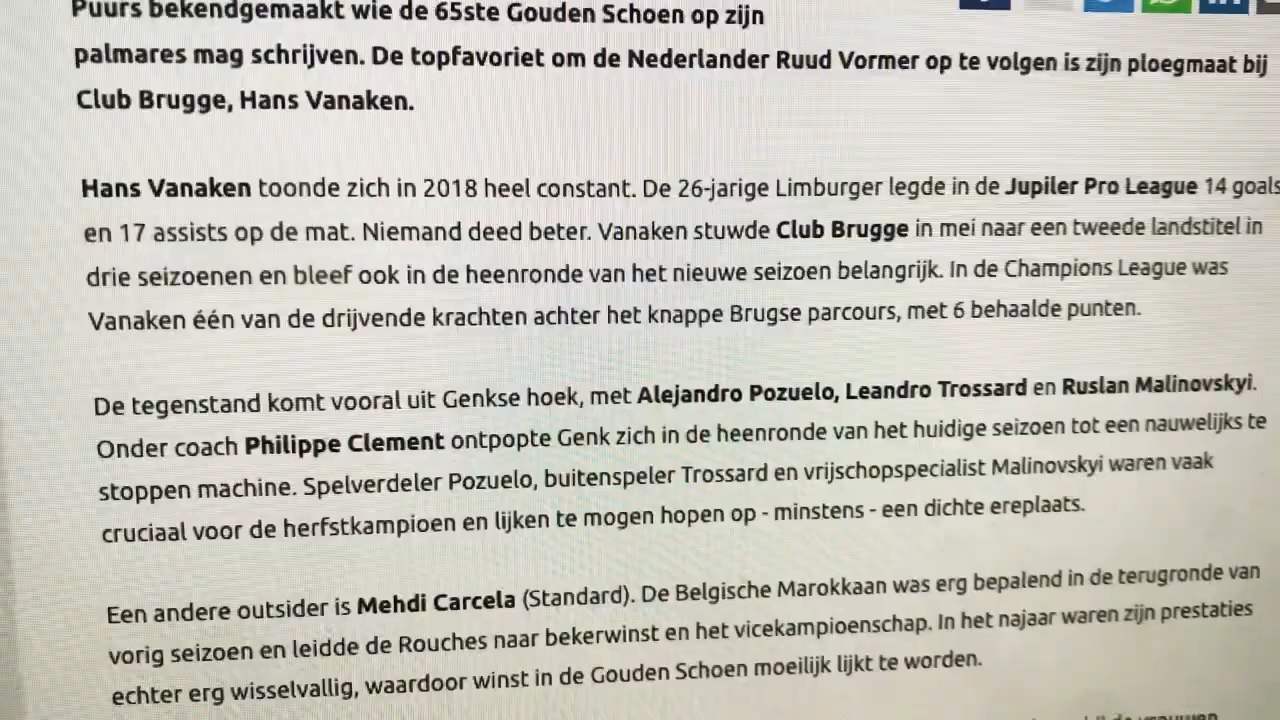 Puurs bekendgemaakt wie de 65ste Gouden Schoen op zijn
palmares mag schrijven. De topfavoriet om de Nederlander Ruud Vormer op te volgen is zijn ploegmaat bij
Club Brugge, Hans Vanaken.
Hans Vanaken toonde zich in 2018 heel constant. De 26-jarige Limburger legde in de Jupiler Pro League 14 goals
en 17 assists op de mat. Niemand deed beter. Vanaken stuwde Club Brugge in mei naar een tweede landstitel in
drie seizoenen en bleef ook in de heenronde van het nieuwe seizoen belangrijk. In de Champions League was
Vanaken één van de drijvende krachten achter het knappe Brugse parcours, met 6 behaalde punten.
De tegenstand komt vooral uit Genkse hoek, met Alejandro Pozuelo, Leandro Trossard en Ruslan Malinovskyi.
Onder coach Philippe Clement ontpopte Genk zich in de heenronde van het huidige seizoen tot een nauwelijks te
stoppen machine. Spelverdeler Pozuelo, buitenspeler Trossard en vrijschopspecialist Malinovskyi waren vaak
cruciaal voor de herfstkampioen en lijken te mogen hopen op - minstens - een dichte ereplaats.
Een andere outsider is Mehdi Carcela (Standard). De Belgische Marokkaan was erg bepalend in de terugronde van
vorig seizoen en leidde de Rouches naar bekerwinst en het vicekampioenschap. In het najaar waren zijn prestaties
echter erg wisselvallig, waardoor winst in de Gouden Schoen moeilijk lijkt te worden.